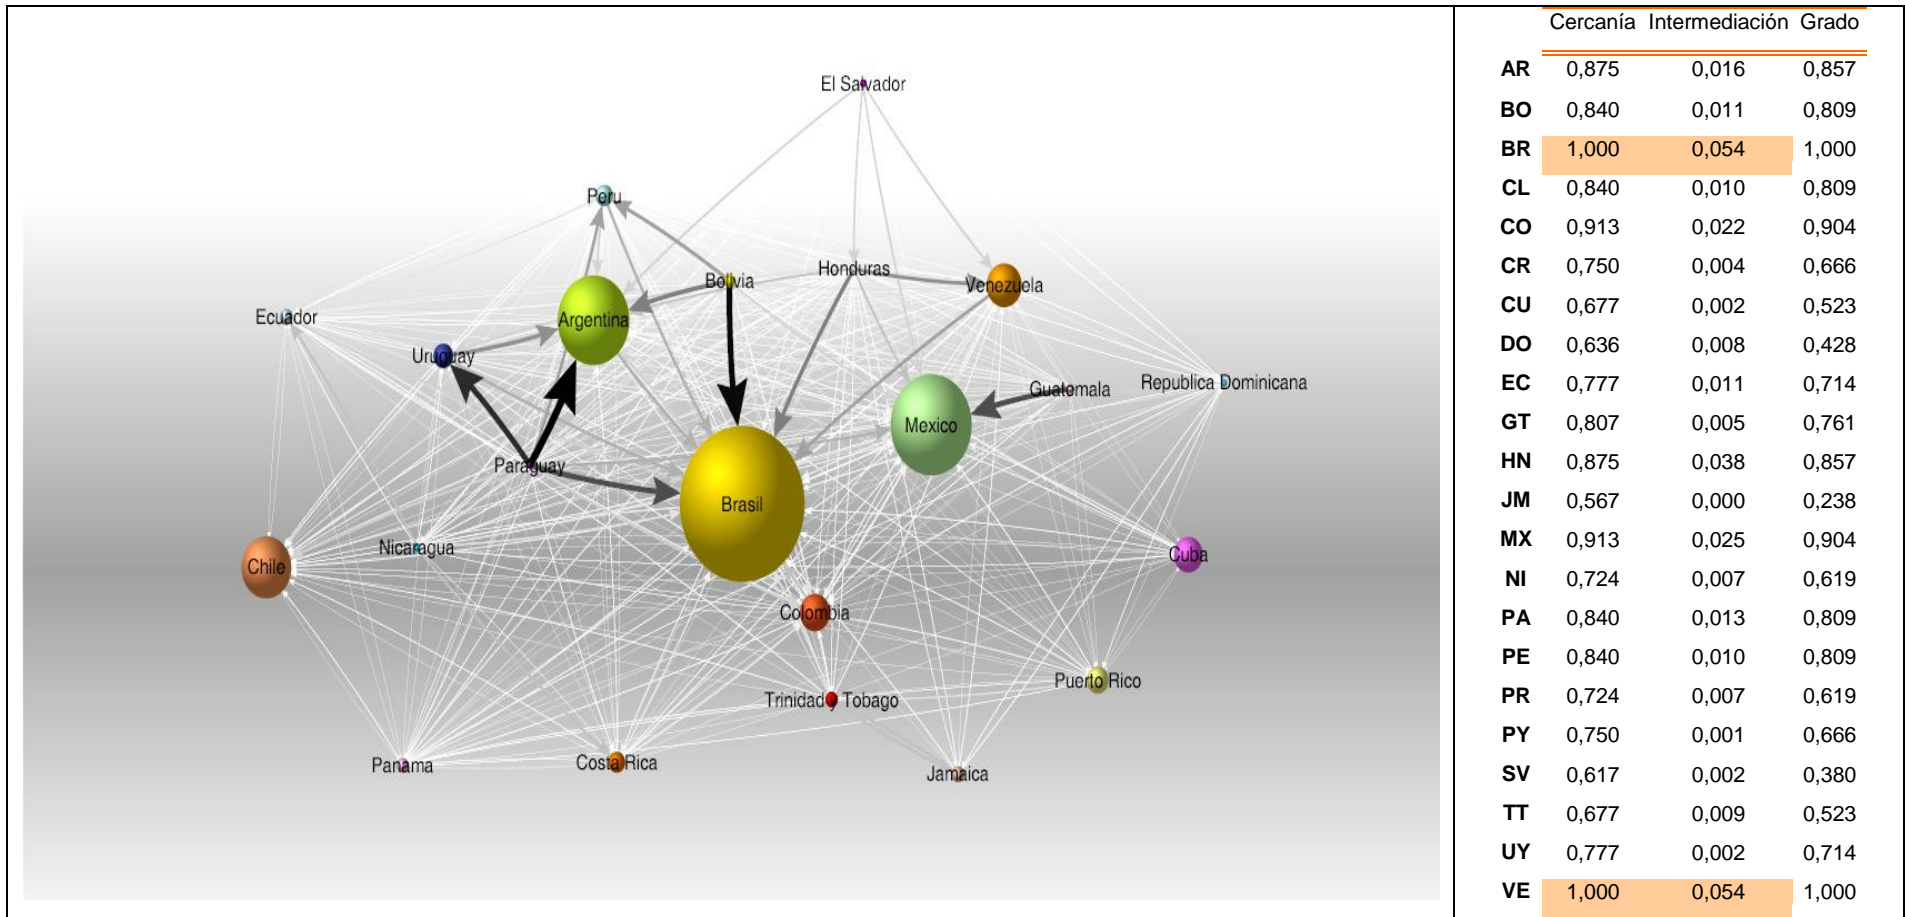 El Salvador
Peru
Bolivia
Honduras
Venezuela
Ecuador
Argentina
Uruguay
Guatemala
Republica Dominicana
Mexico
Paraguay
Brasil
Nicaragua
Chile
Cuba
Colombia
Puerto Rico
Trinidad y Tobago
Panama
Costa Rica
Jamaica
Cercanía Intermediación Grado
AR 0,875 0,016 0,857
BO 0,840 0,011 0,809
BR 1,000 0,054 1,000
CL 0,840 0,010 0,809
CO 0,913 0,022 0,904
CR 0,750 0,004 0,666
CU 0,677 0,002 0,523
DO 0,636 0,008 0,428
EC 0,777 0,011 0,714
GT 0,807 0,005 0,761
HN 0,875 0,038 0,857
JM 0,567 0,000 0,238
MX 0,913 0,025 0,904
NI 0,724 0,007 0,619
PA 0,840 0,013 0,809
PE 0,840 0,010 0,809
PR 0,724 0,007 0,619
PY 0,750 0,001 0,666
SV 0,617 0,002 0,380
TT 0,677 0,009 0,523
UY 0,777 0,002 0,714
VE 1,000 0,054 1,000